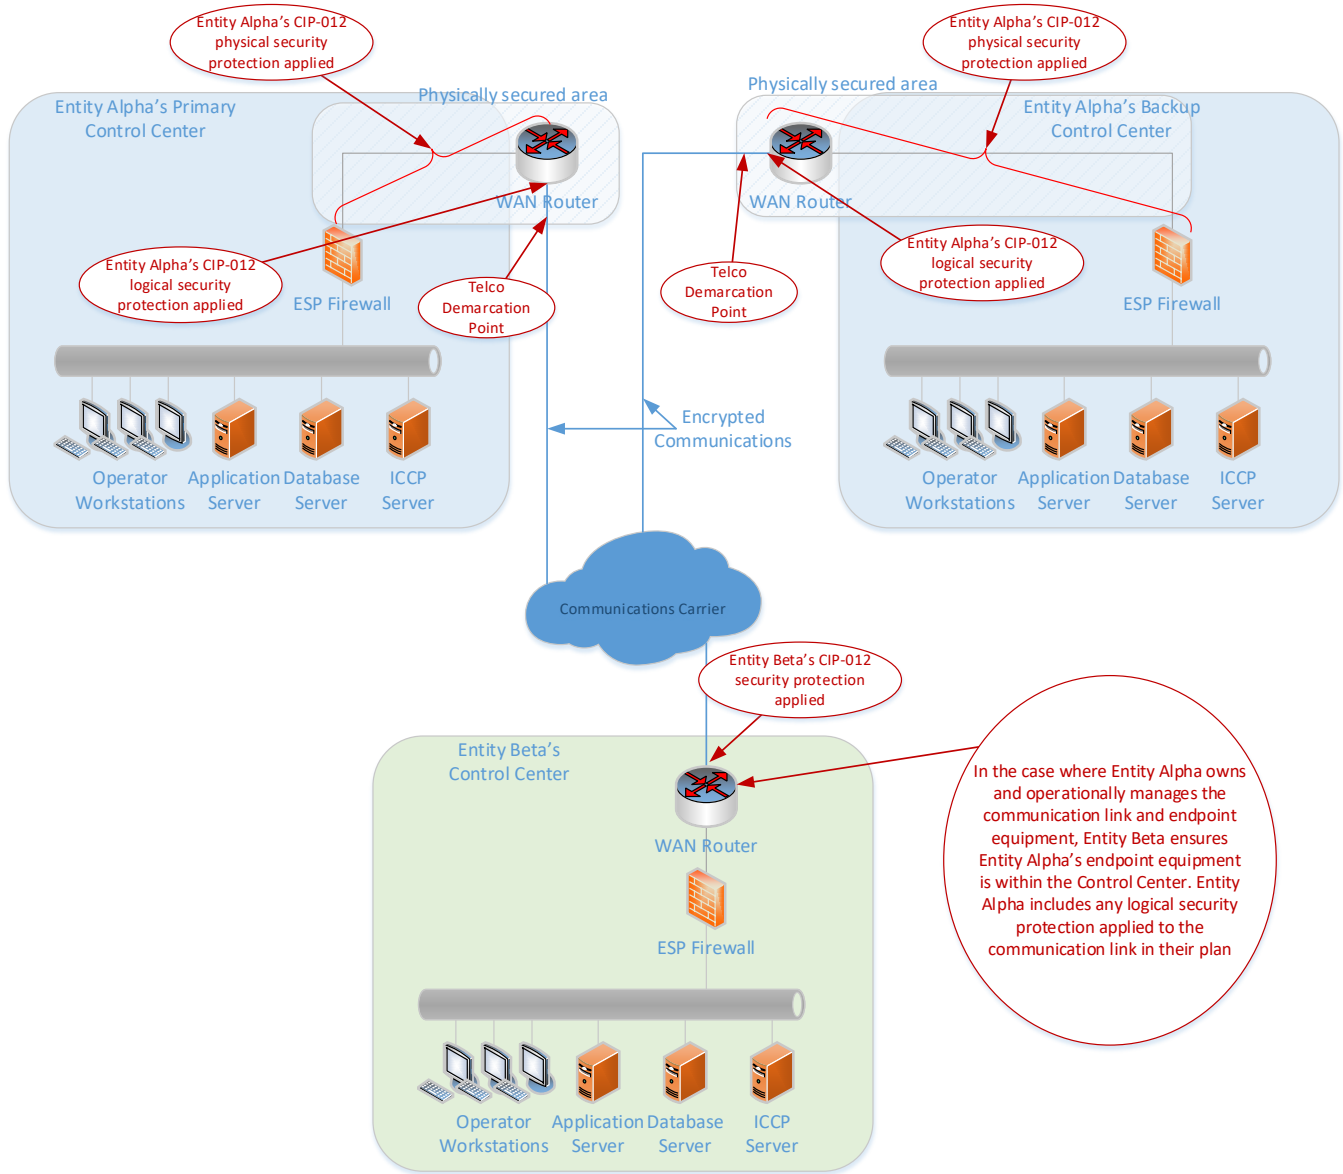 Entity Alpha's CIP-012
physical security
protection applied
Entity Alpha's CIP-012
physical security
protection applied
Physically secured area
Physically secured area
Entity Alpha's Primary
Control Center
Entity Alpha's Backup
Control Center
WAN Router
WAN Router
Entity Alpha's CIP-012
logical security
protection applied
Telco
Demarcation
Point
Telco
Demarcation
Point
Entity Alpha's CIP-012
logical security
protection applied
ESP Firewall
ESP Firewall
Encrypted
Communications
Operator
Workstations
Application
Server
Database
Server
ICCP
Server
Operator
Workstations
Application
Server
Database
Server
ICCP
Server
Communications Carrier
Entity Beta's CIP-012
security protection
applied
Entity Beta's
Control Center
WAN Router
ESP Firewall
In the case where Entity Alpha owns
and operationally manages the
communication link and endpoint
equipment, Entity Beta ensures
Entity Alpha's endpoint equipment
is within the Control Center. Entity
Alpha includes any logical security
protection applied to the
communication link in their plan
Operator
Workstations
Application
Server
Database
Server
ICCP
Server